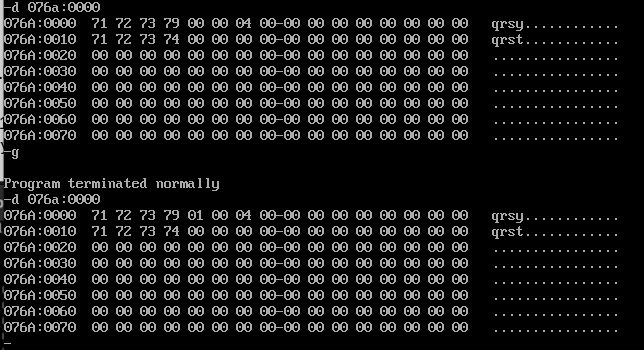 -d 076a:0000
076A:0000  71 72 73 79 00 00 04 00-00 00 00 00 00 00 00 00   qrsy............
076A:0010  71 72 73 74 00 00 00 00-00 00 00 00 00 00 00 00   qrst............
076A:0020  00 00 00 00 00 00 00 00-00 00 00 00 00 00 00 00   ................
076A:0030  00 00 00 00 00 00 00 00-00 00 00 00 00 00 00 00   ................
076A:0040  00 00 00 00 00 00 00 00-00 00 00 00 00 00 00 00   ................
076A:0050  00 00 00 00 00 00 00 00-00 00 00 00 00 00 00 00   ................
076A:0060  00 00 00 00 00 00 00 00-00 00 00 00 00 00 00 00   ................
076A:0070  00 00 00 00 00 00 00 00-00 00 00 00 00 00 00 00   ................
-g
Program terminated normally
-d 076a:0000
076A:0000  71 72 73 79 01 00 04 00-00 00 00 00 00 00 00 00   qrsy............
076A:0010  71 72 73 74 00 00 00 00-00 00 00 00 00 00 00 00   qrst............
076A:0020  00 00 00 00 00 00 00 00-00 00 00 00 00 00 00 00   ................
076A:0030  00 00 00 00 00 00 00 00-00 00 00 00 00 00 00 00   ................
076A:0040  00 00 00 00 00 00 00 00-00 00 00 00 00 00 00 00   ................
076A:0050  00 00 00 00 00 00 00 00-00 00 00 00 00 00 00 00   ................
076A:0060  00 00 00 00 00 00 00 00-00 00 00 00 00 00 00 00   ................
076A:0070  00 00 00 00 00 00 00 00-00 00 00 00 00 00 00 00   ................
-